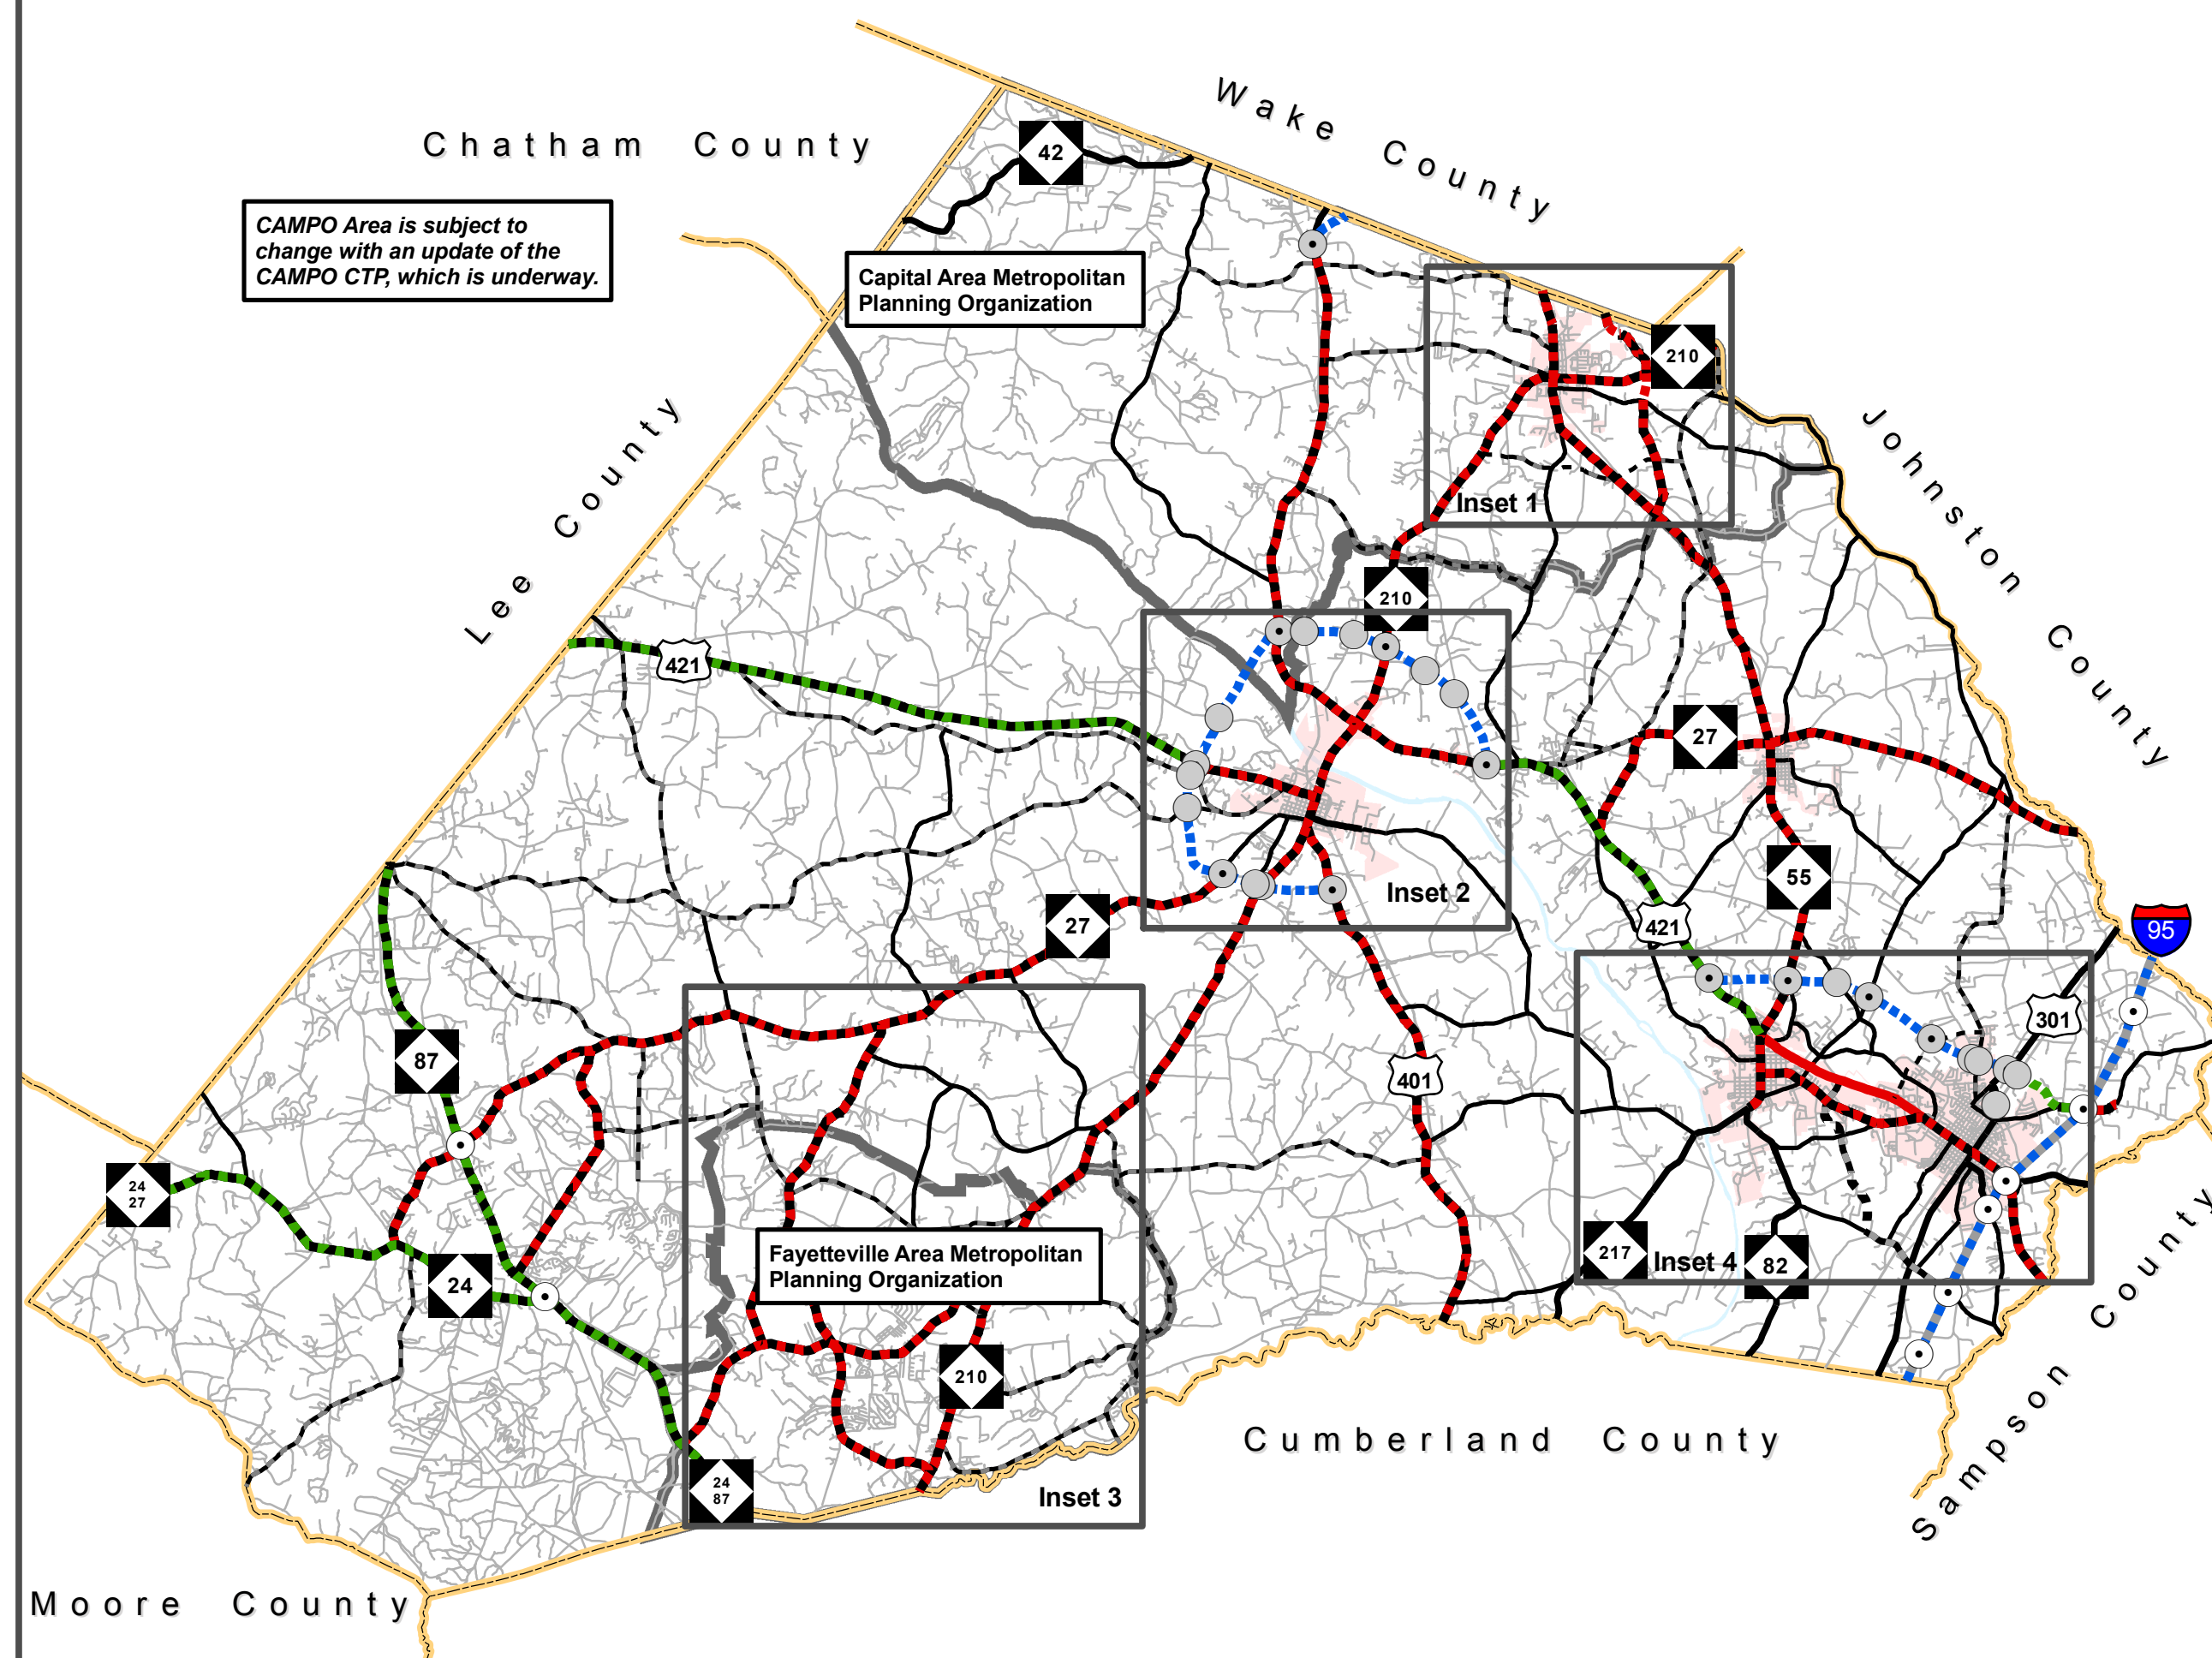 Wake County
Chatham County
42
CAMPO Area is subject to
change with an update of the
CAMPO CTP, which is underway.
Capital Area Metropolitan
Planning Organization
210
Johnston County
Lee County
Inset 1
210
421
27
55
Inset 2
27
421
95
301
87
401
24
27
24
Fayetteville Area Metropolitan
Planning Organization
217
Inset 4
82
210
Sampson County
Cumberland County
24
87
Inset 3
Moore County